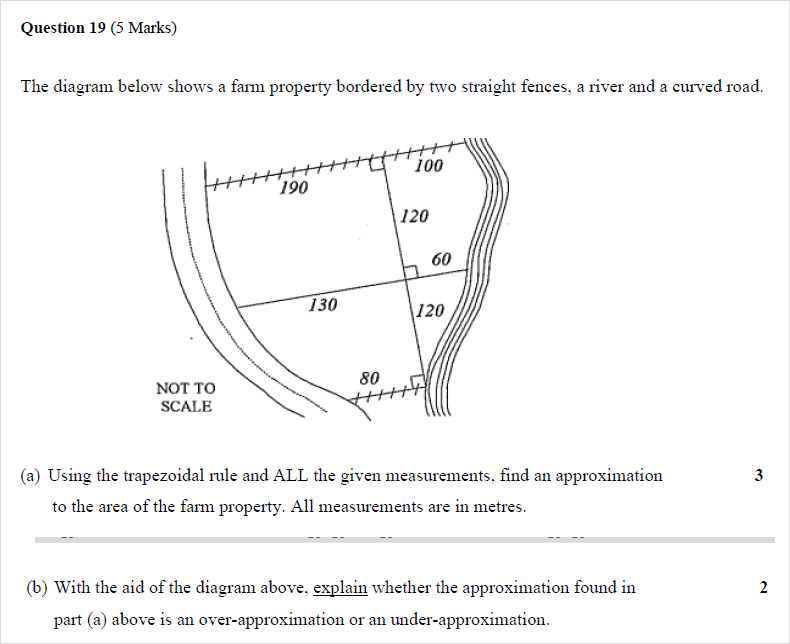 Question 19 (5 Marks)
The diagram below shows a farm property bordered by two straight fences, a river and a curved road.
100
190
120
60
130
120
80
NOT TO
SCALE
(a) Using the trapezoidal rule and ALL the given measurements, find an approximation 3
to the area of the farm property. All measurements are in metres.
(b) With the aid of the diagram above, explain whether the approximation found in 2
part (a) above is an over-approximation or an under-approximation.